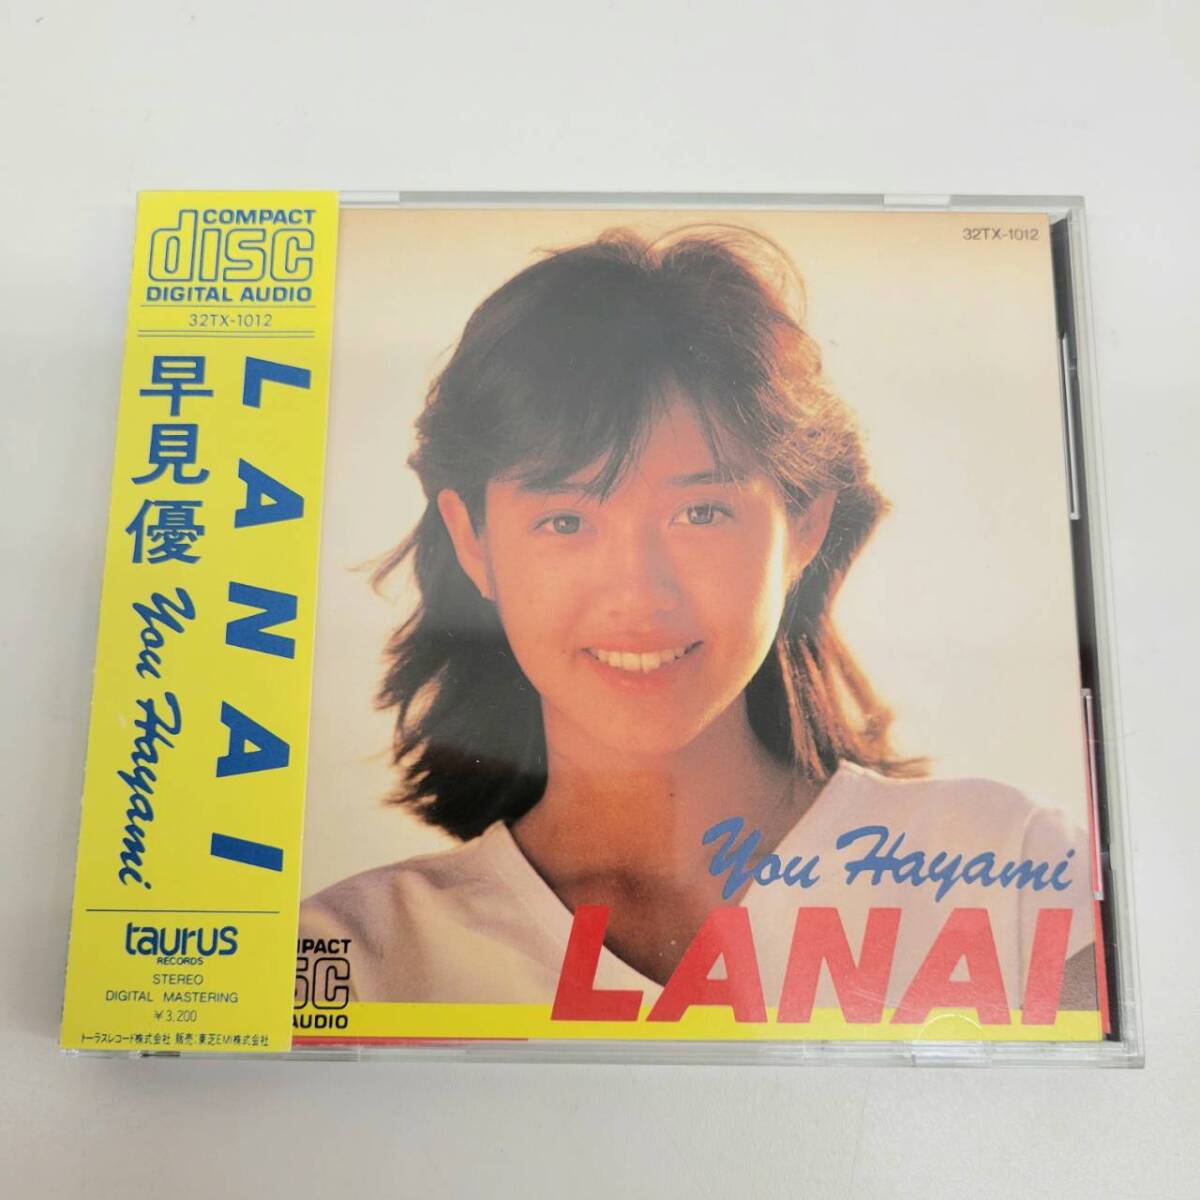 COMPACT
disc
DIGITAL AUDIO
32TX-1012
LANAI
早見優 You Hayami
taurus
RECORDS
STEREO
DIGITAL MASTERING
¥3,200
トーラスレコード株式会社 販売:東芝EMI株式会社
32TX-1012
You Hayami
LANAI
MPACT
SC
AUDIO